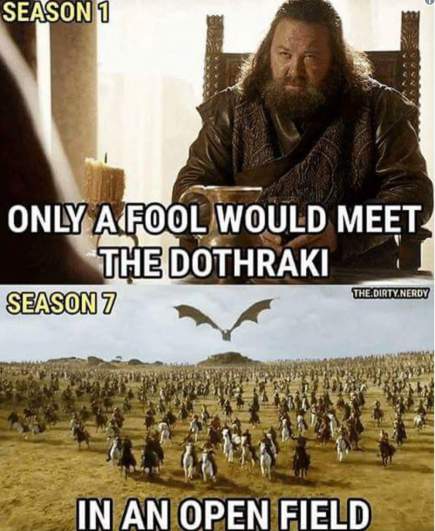 SEASON 1
ONLY A FOOL WOULD MEET
THE DOTHRAKI
THE.DIRTY.NERDY
SEASON 7
IN AN OPEN FIELD